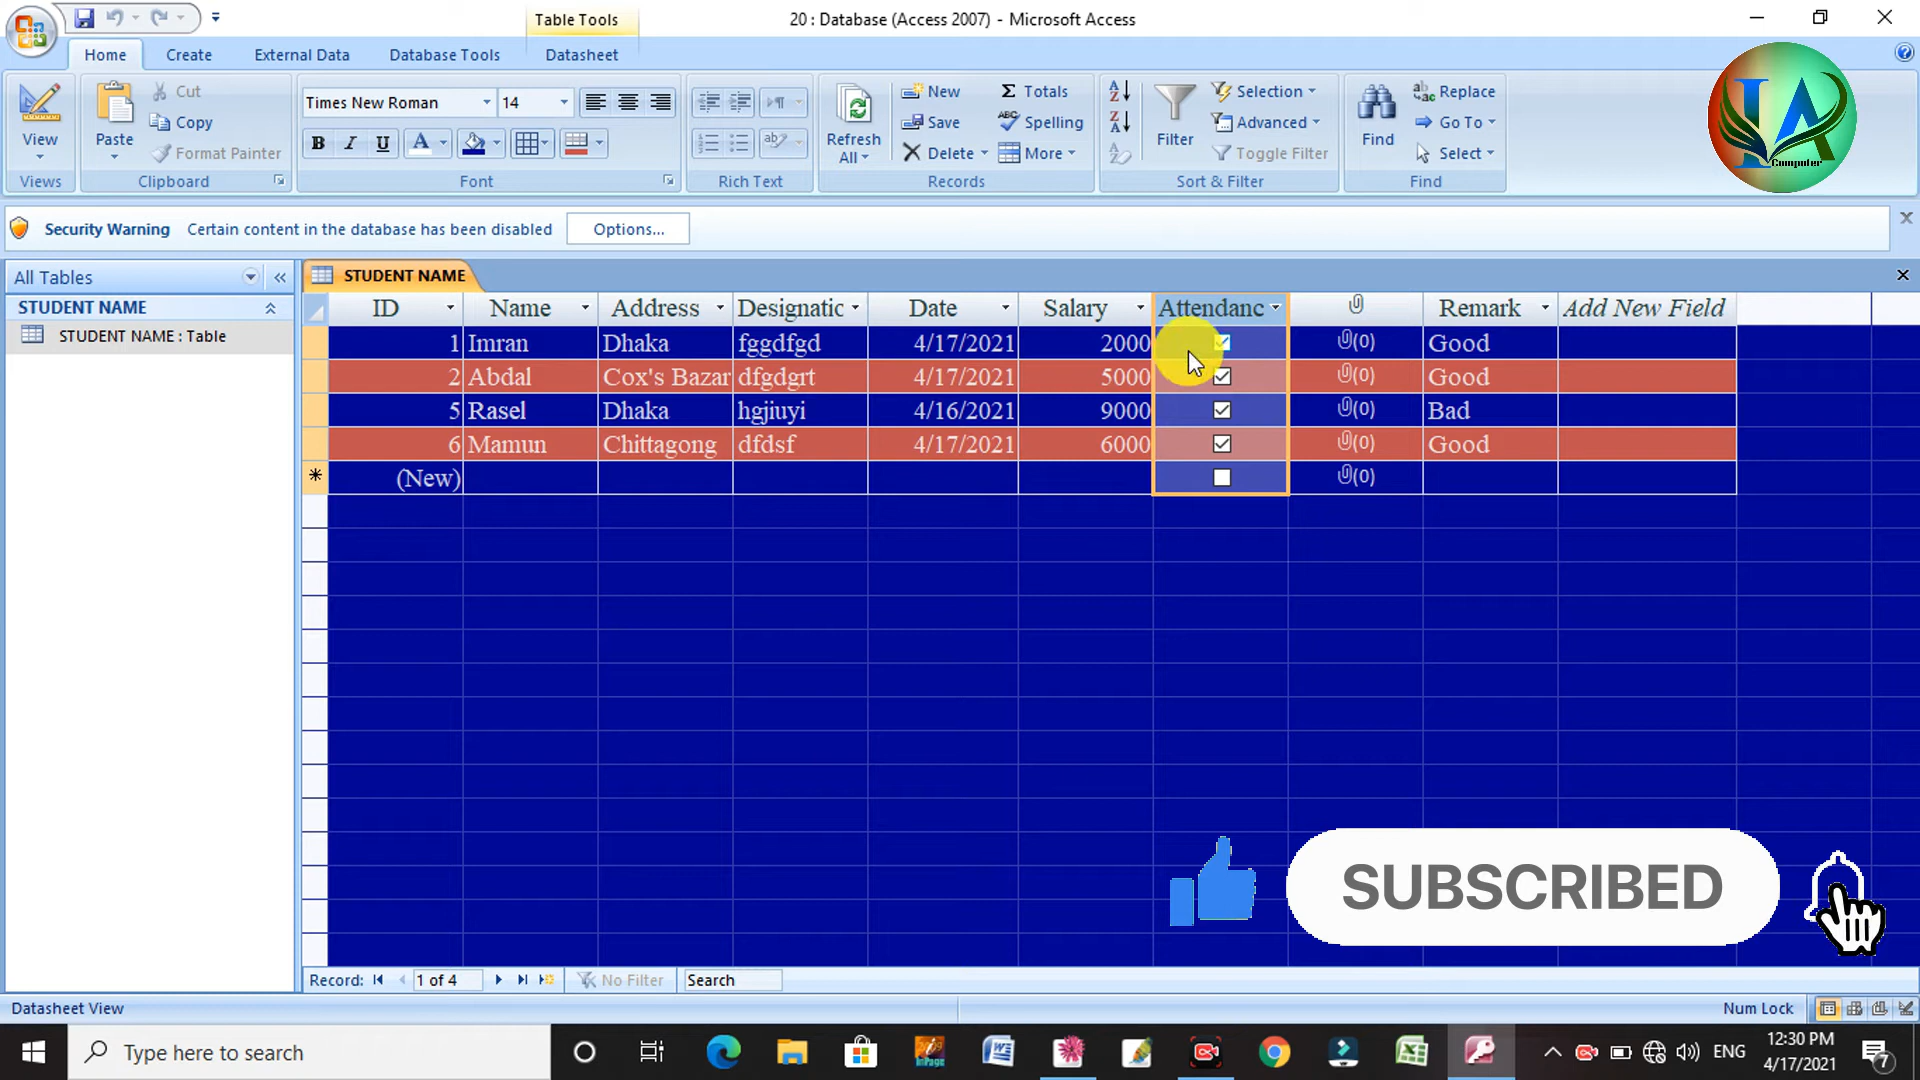 Table Tools
20 : Database (Access 2007) - Microsoft Access
Home Create External Data Database Tools Datasheet
View
Views
Paste
Cut
Copy
Format Painter
Clipboard
Times New Roman 14
B I U A
Font
Rich Text
Refresh
All
New Totals
Save Spelling
Delete More
Records
Filter
Selection
Advanced
Toggle Filter
Sort & Filter
Find
Replace
Go To
Select
Find
IA
Computer
Security Warning Certain content in the database has been disabled Options...
All Tables
STUDENT NAME
STUDENT NAME : Table
STUDENT NAME
ID Name Address Designatic Date Salary Attendanc Remark Add New Field
1 Imran Dhaka fggdfgd 4/17/2021 2000 (0) Good
2 Abdal Cox's Bazar dfgdgrt 4/17/2021 5000 (0) Good
5 Rasel Dhaka hgjiuyi 4/16/2021 9000 (0) Bad
6 Mamun Chittagong dfdsf 4/17/2021 6000 (0) Good
* (New) (0)
SUBSCRIBED
Record: 1 of 4 No Filter Search
Datasheet View Num Lock
Type here to search
ENG
12:30 PM
4/17/2021
7